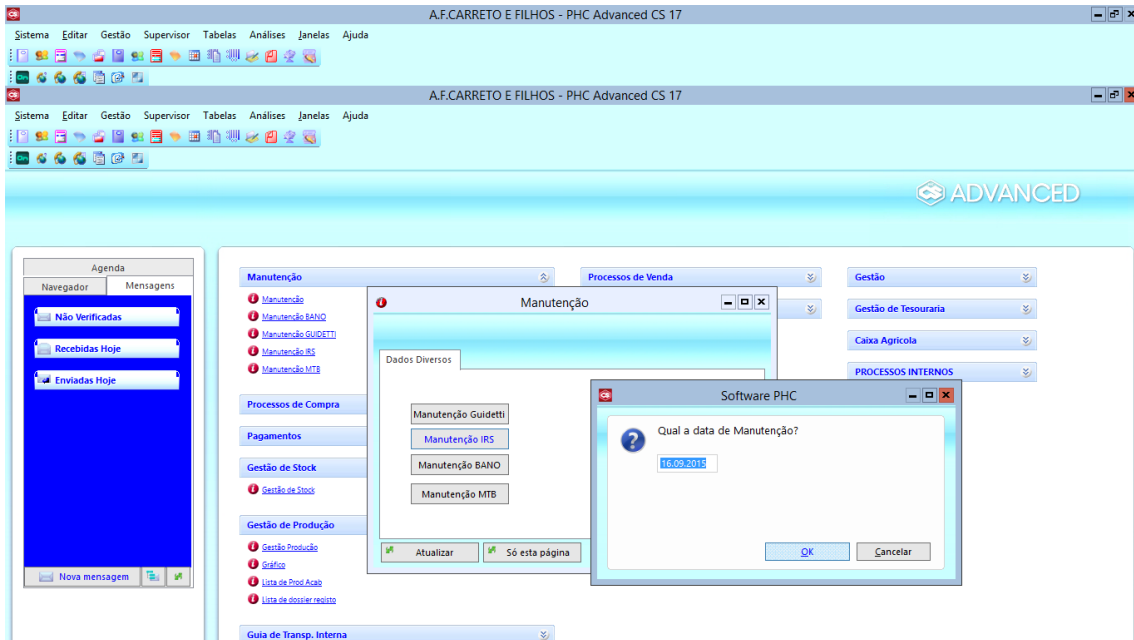 A.F.CARRETO E FILHOS - PHC Advanced CS 17
Sistema Editar Gestão Supervisor Tabelas Análises Janelas Ajuda
A.F.CARRETO E FILHOS - PHC Advanced CS 17
Sistema Editar Gestão Supervisor Tabelas Análises Janelas Ajuda
CS ADVANCED
Agenda
Navegador Mensagens
Não Verificadas
Recebidas Hoje
Enviadas Hoje
Nova mensagem
Manutenção
Manutenção
Manutenção BANO
Manutenção GUIDETTI
Manutenção IRS
Manutenção MTB
Processos de Compra
Pagamentos
Gestão de Stock
Gestão de Stock
Gestão de Produção
Gestão Produção
Gráfico
Lista de Prod Acab
Lista de dossier registo
Guia de Transp. Interna
Processos de Venda
Gestão
Gestão de Tesouraria
Caixa Agricola
PROCESSOS INTERNOS
Manutenção
Dados Diversos
Manutenção Guidetti
Manutenção IRS
Manutenção BANO
Manutenção MTB
Atualizar Só esta página
Software PHC
Qual a data de Manutenção?
16.09.2015
OK Cancelar